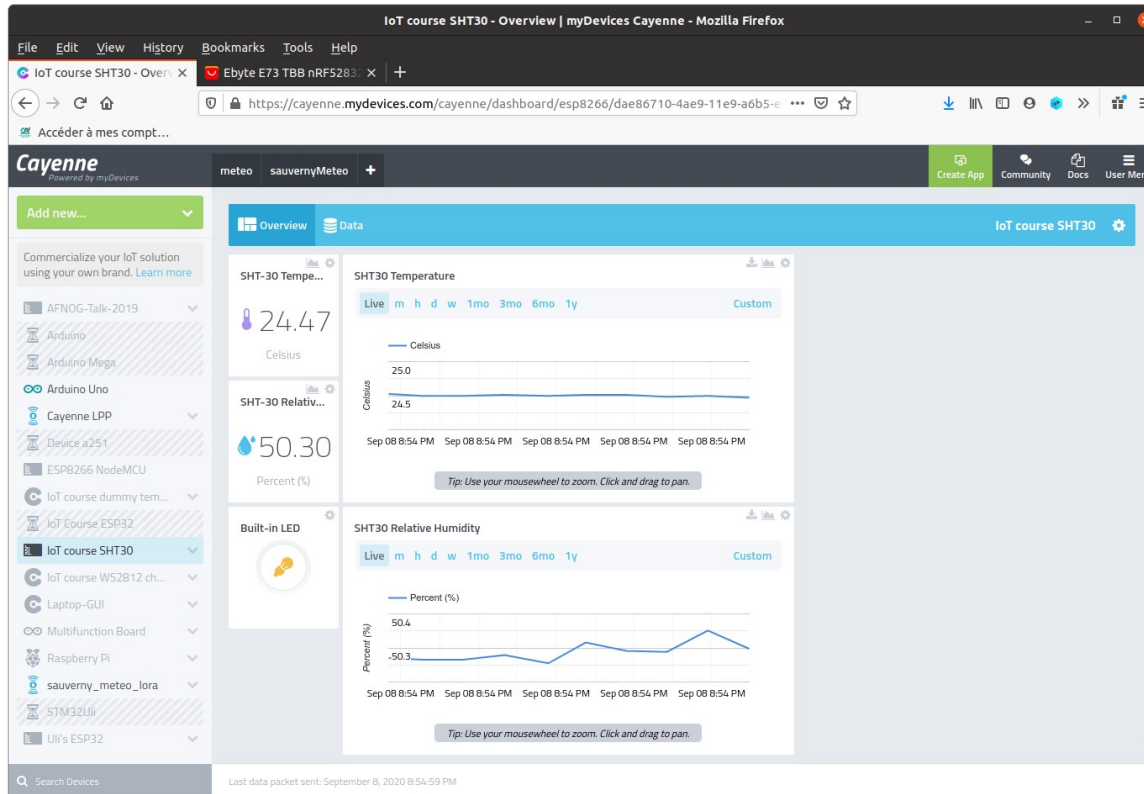 IoT course SHT30 - Overview | myDevices Cayenne - Mozilla Firefox
File Edit View History Bookmarks Tools Help
IoT course SHT30 - Over
Ebyte E73 TBB nRF5283
https://cayenne.mydevices.com/cayenne/dashboard/esp8266/dae86710-4ae9-11e9-a6b5-e
Accéder à mes compt...
Cayenne
Powered by myDevices
meteo sauvernyMeteo +
Create App
Community
Docs
User Men
Add new...
Commercialize your IoT solution
using your own brand. Learn more
AFNOG-Talk-2019
Arduino
Arduino Mega
Arduino Uno
Cayenne LPP
Device a251
ESP8266 NodeMCU
IoT course dummy tem...
IoT Course ESP32
IoT course SHT30
IoT course WS2812 ch...
Laptop-GUI
Multifunction Board
Raspberry Pi
sauverny_meteo_lora
STM32Uli
Uli's ESP32
Search Devices
Overview Data
IoT course SHT30
SHT-30 Tempe...
24.47
Celsius
SHT-30 Relativ...
50.30
Percent (%)
Built-in LED
SHT30 Temperature
Live m h d w 1mo 3mo 6mo 1y Custom
Celsius
25.0
Celsius
24.5
Sep 08 8:54 PM Sep 08 8:54 PM Sep 08 8:54 PM Sep 08 8:54 PM Sep 08 8:54 PM
Tip: Use your mousewheel to zoom. Click and drag to pan.
SHT30 Relative Humidity
Live m h d w 1mo 3mo 6mo 1y Custom
Percent (%)
50.4
Percent (%)
50.3
Sep 08 8:54 PM Sep 08 8:54 PM Sep 08 8:54 PM Sep 08 8:54 PM Sep 08 8:54 PM
Tip: Use your mousewheel to zoom. Click and drag to pan.
Last data packet sent: September 8, 2020 8:54:59 PM